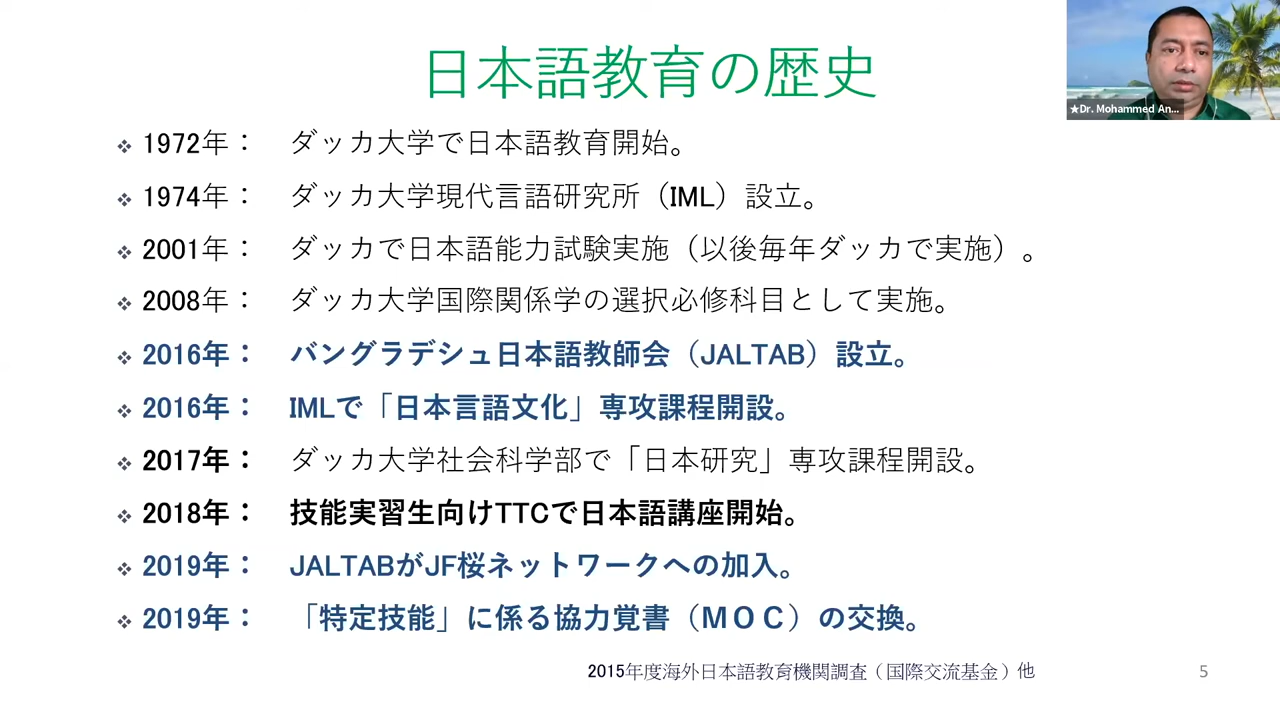 日本語教育の歴史
★Dr. Mohammed An...
❖ 1972年： ダッカ大学で日本語教育開始。
❖ 1974年： ダッカ大学現代言語研究所（IML）設立。
❖ 2001年： ダッカで日本語能力試験実施（以後毎年ダッカで実施）。
❖ 2008年： ダッカ大学国際関係学の選択必修科目として実施。
❖ 2016年： バングラデシュ日本語教師会（JALTAB）設立。
❖ 2016年： IMLで「日本言語文化」専攻課程開設。
❖ 2017年： ダッカ大学社会科学部で「日本研究」専攻課程開設。
❖ 2018年： 技能実習生向けTTCで日本語講座開始。
❖ 2019年： JALTABがJF桜ネットワークへの加入。
❖ 2019年： 「特定技能」に係る協力覚書（ＭＯＣ）の交換。
2015年度海外日本語教育機関調査（国際交流基金）他
5